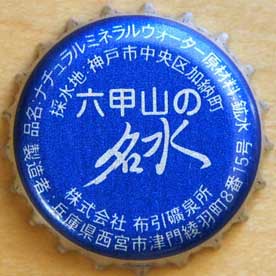 品名:ナチュラルミネラルウォーター 原材料:鉱水
採水地:神戸市中央区加納町
六甲山の
名水
株式会社 布引礦泉所
製造者:兵庫県西宮市津門綾羽町8番15号